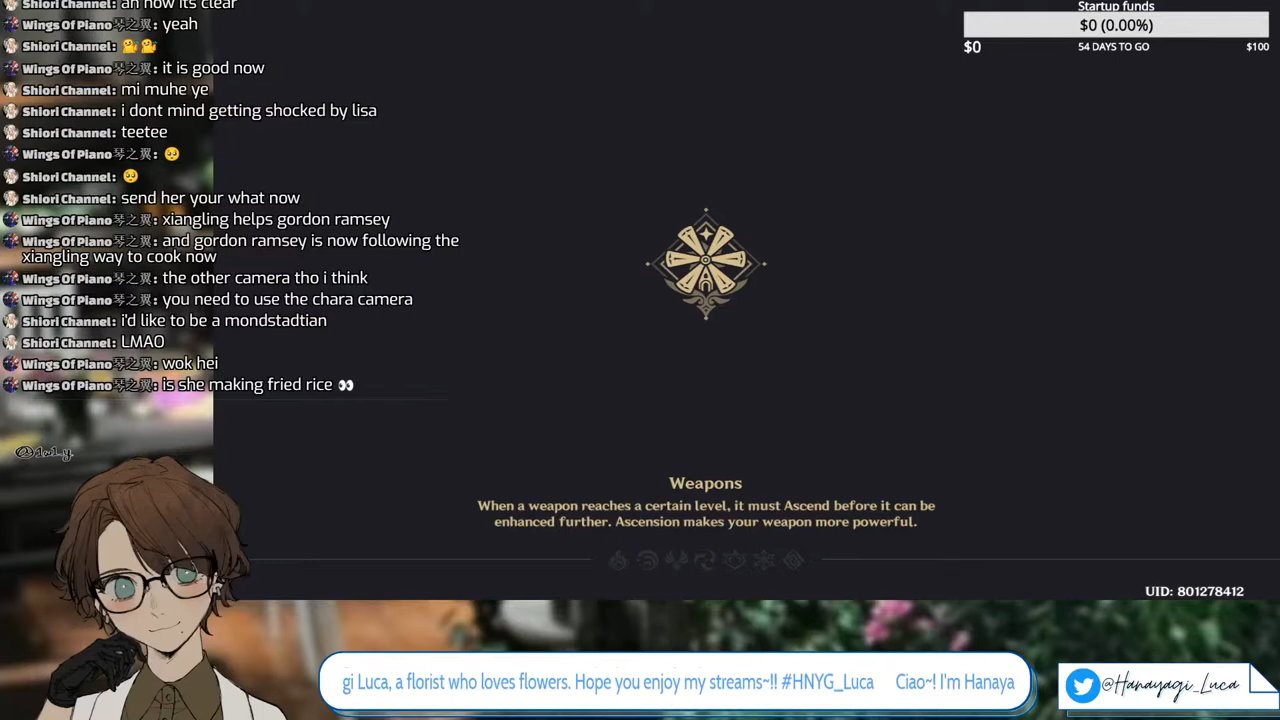 Shiori Channel: ah now its clear
Wings Of Piano琴之翼: yeah
Shiori Channel: 🫠🫠
Wings Of Piano琴之翼: it is good now
Shiori Channel: mi muhe ye
Shiori Channel: i dont mind getting shocked by lisa
Shiori Channel: teetee
Wings Of Piano琴之翼: 🥺
Shiori Channel: 🥺
Shiori Channel: send her your what now
Wings Of Piano琴之翼: xiangling helps gordon ramsey
Wings Of Piano琴之翼: and gordon ramsey is now following the
xiangling way to cook now
Wings Of Piano琴之翼: the other camera tho i think
Wings Of Piano琴之翼: you need to use the chara camera
Shiori Channel: i'd like to be a mondstadtian
Shiori Channel: LMAO
Wings Of Piano琴之翼: wok hei
Wings Of Piano琴之翼: is she making fried rice 👀
Startup funds
$0 (0.00%)
$0 54 DAYS TO GO $100
Weapons
When a weapon reaches a certain level, it must Ascend before it can be
enhanced further. Ascension makes your weapon more powerful.
UID: 801278412
gi Luca, a florist who loves flowers. Hope you enjoy my streams~!! #HNYG_Luca Ciao~! I'm Hanaya
@Hanayagi_Luca